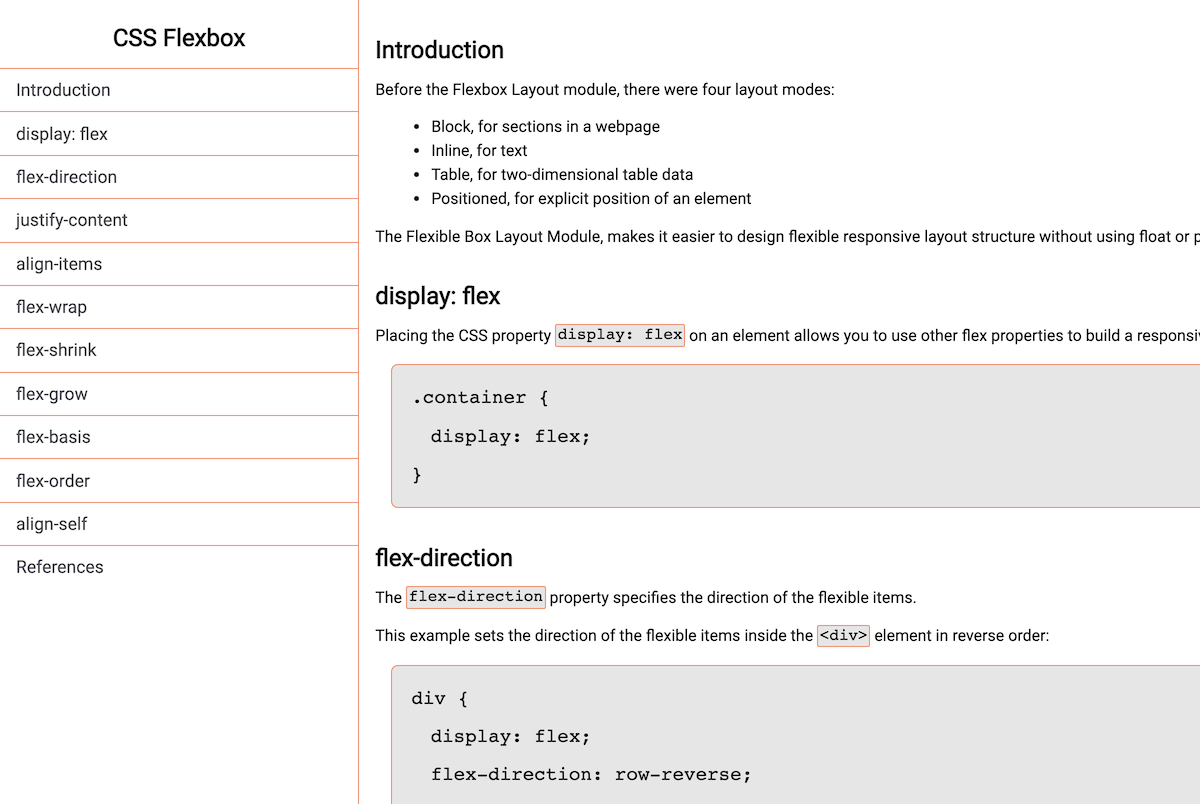 CSS Flexbox
Introduction
display: flex
flex-direction
justify-content
align-items
flex-wrap
flex-shrink
flex-grow
flex-basis
flex-order
align-self
References
Introduction
Before the Flexbox Layout module, there were four layout modes:
• Block, for sections in a webpage
• Inline, for text
• Table, for two-dimensional table data
• Positioned, for explicit position of an element
The Flexible Box Layout Module, makes it easier to design flexible responsive layout structure without using float or
display: flex
Placing the CSS property display: flex on an element allows you to use other flex properties to build a
.container {
  display: flex;
}
flex-direction
The flex-direction property specifies the direction of the flexible items.
This example sets the direction of the flexible items inside the <div> element in reverse order:
div {
  display: flex;
  flex-direction: row-reverse;